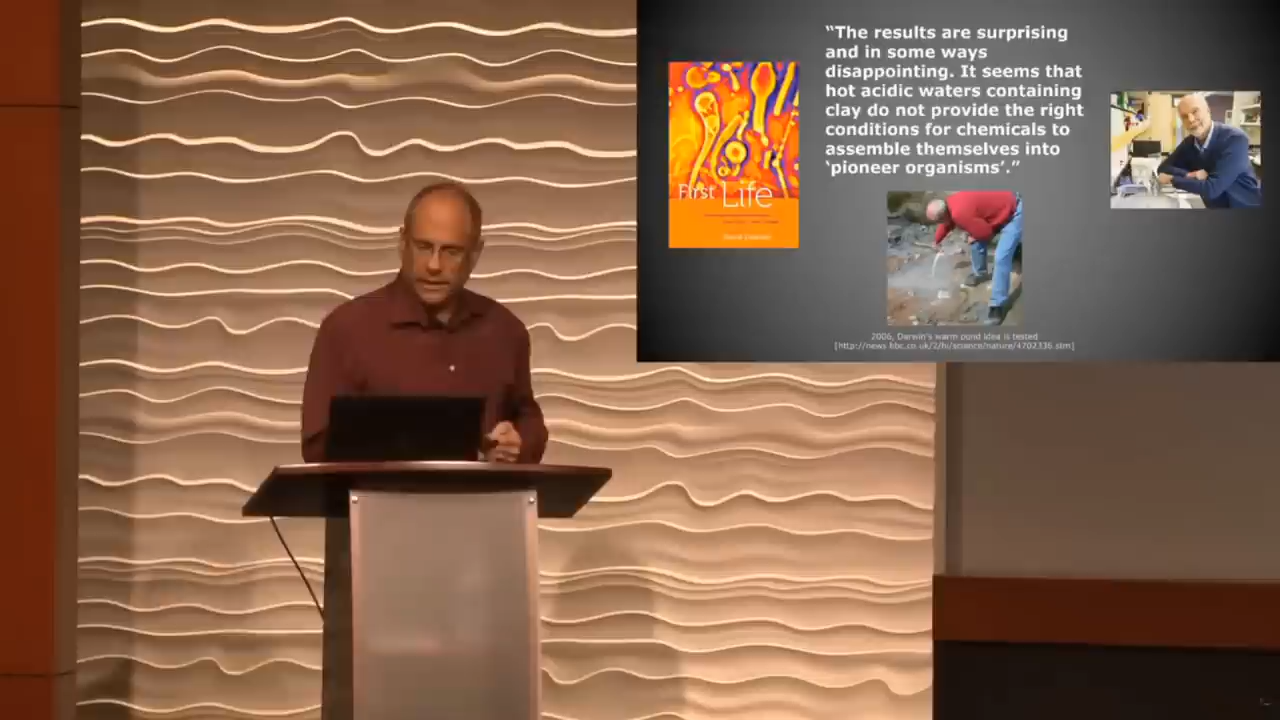 “The results are surprising
and in some ways
disappointing. It seems that
hot acidic waters containing
clay do not provide the right
conditions for chemicals to
assemble themselves into
‘pioneer organisms’.”
First Life
2006, Darwin's warm pond idea is tested
[http://news.bbc.co.uk/2/hi/science/nature/4702336.stm]